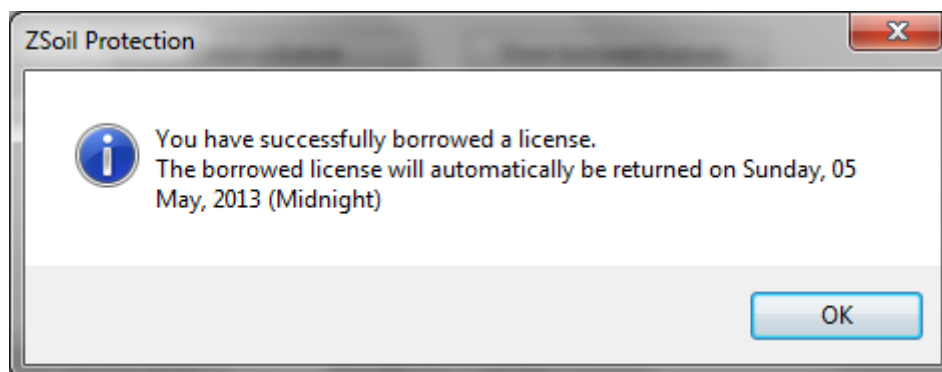 ZSoil Protection
You have successfully borrowed a license.
The borrowed license will automatically be returned on Sunday, 05
May, 2013 (Midnight)
OK